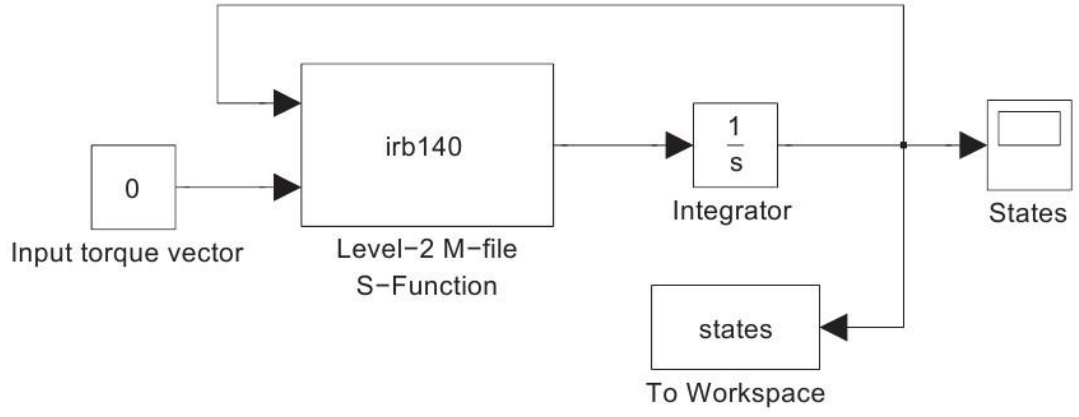 irb140
1
s
0
Integrator
States
Input torque vector
Level−2 M−file
S−Function
states
To Workspace